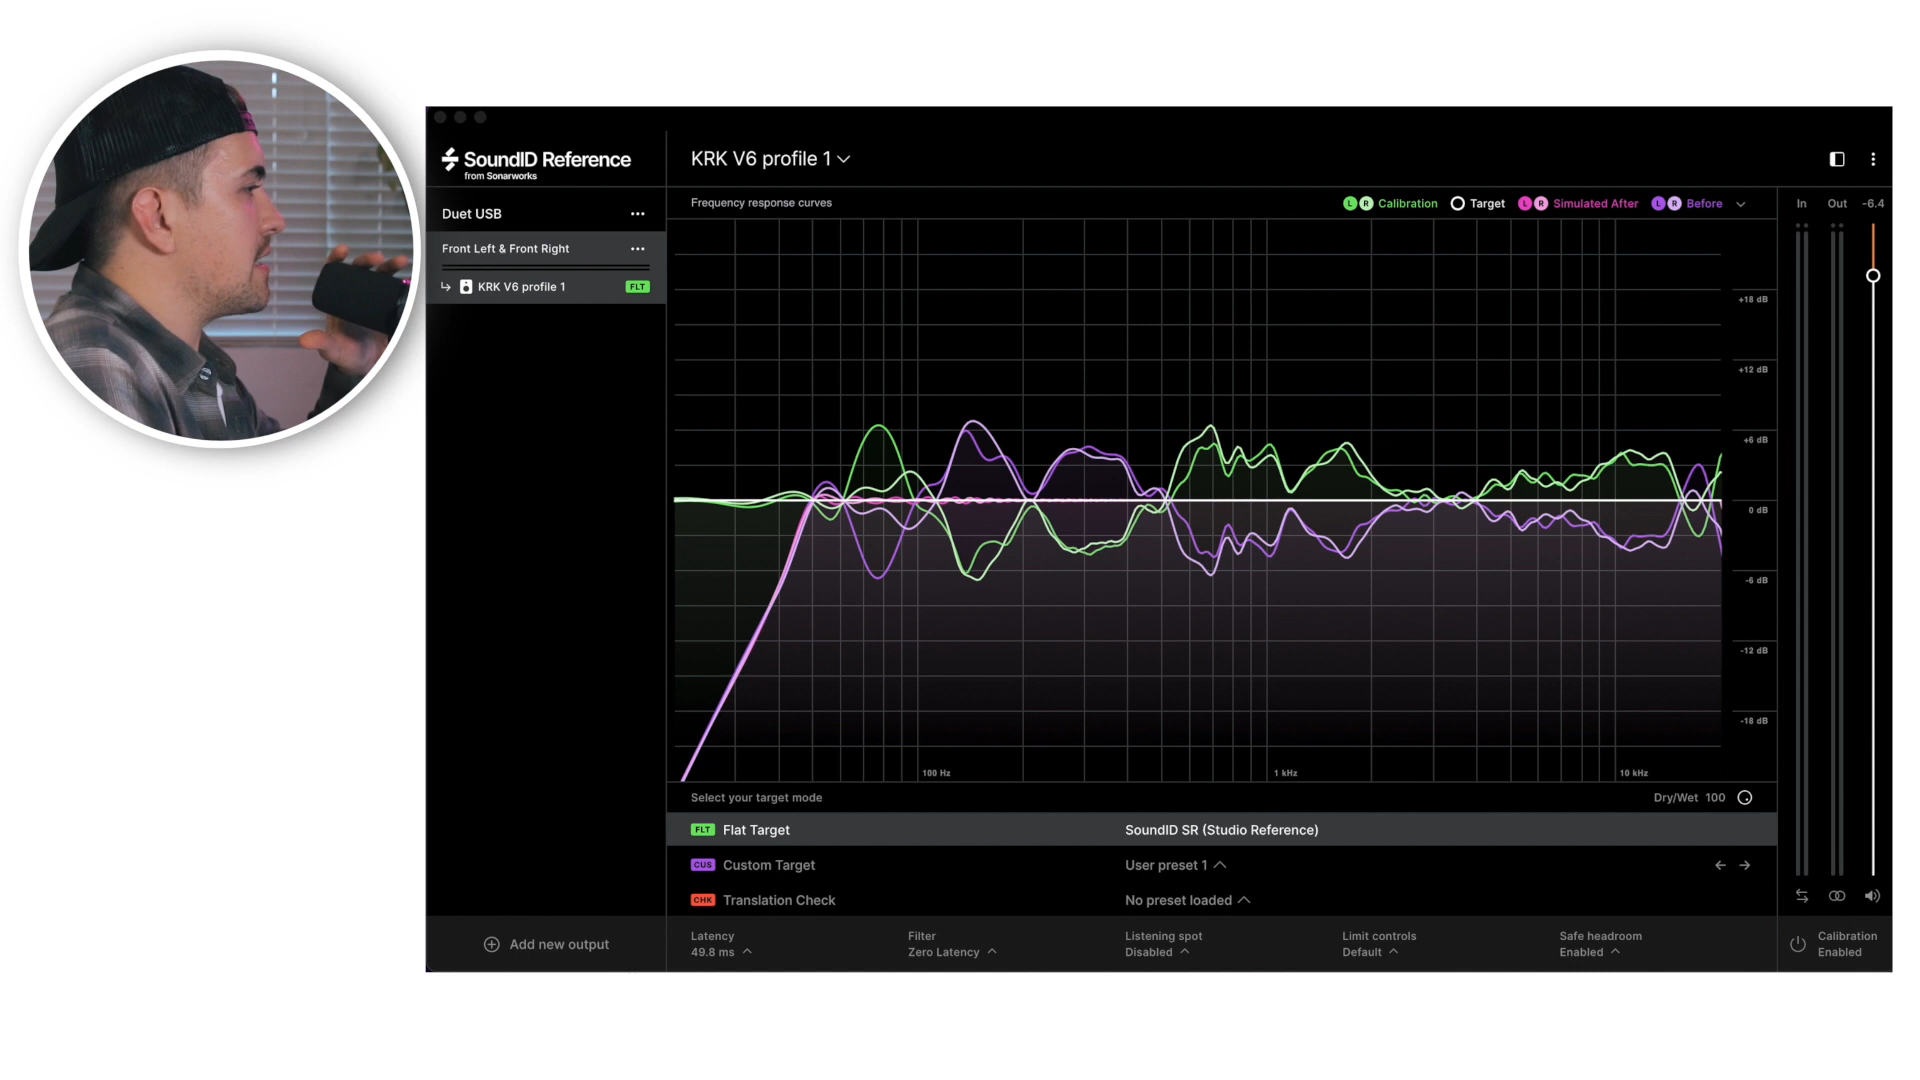 SoundID Reference
from Sonarworks
KRK V6 profile 1
Duet USB
Front Left & Front Right
KRK V6 profile 1
FLT
Frequency response curves
L R Calibration
Target
L R Simulated After
L R Before
In
Out
-6.4
+18 dB
+12 dB
+6 dB
0 dB
-6 dB
-12 dB
-18 dB
100 Hz
1 kHz
10 kHz
Select your target mode
Dry/Wet 100
FLT Flat Target
SoundID SR (Studio Reference)
CUS Custom Target
User preset 1
CHK Translation Check
No preset loaded
Add new output
Latency
49.8 ms
Filter
Zero Latency
Listening spot
Disabled
Limit controls
Default
Safe headroom
Enabled
Calibration
Enabled